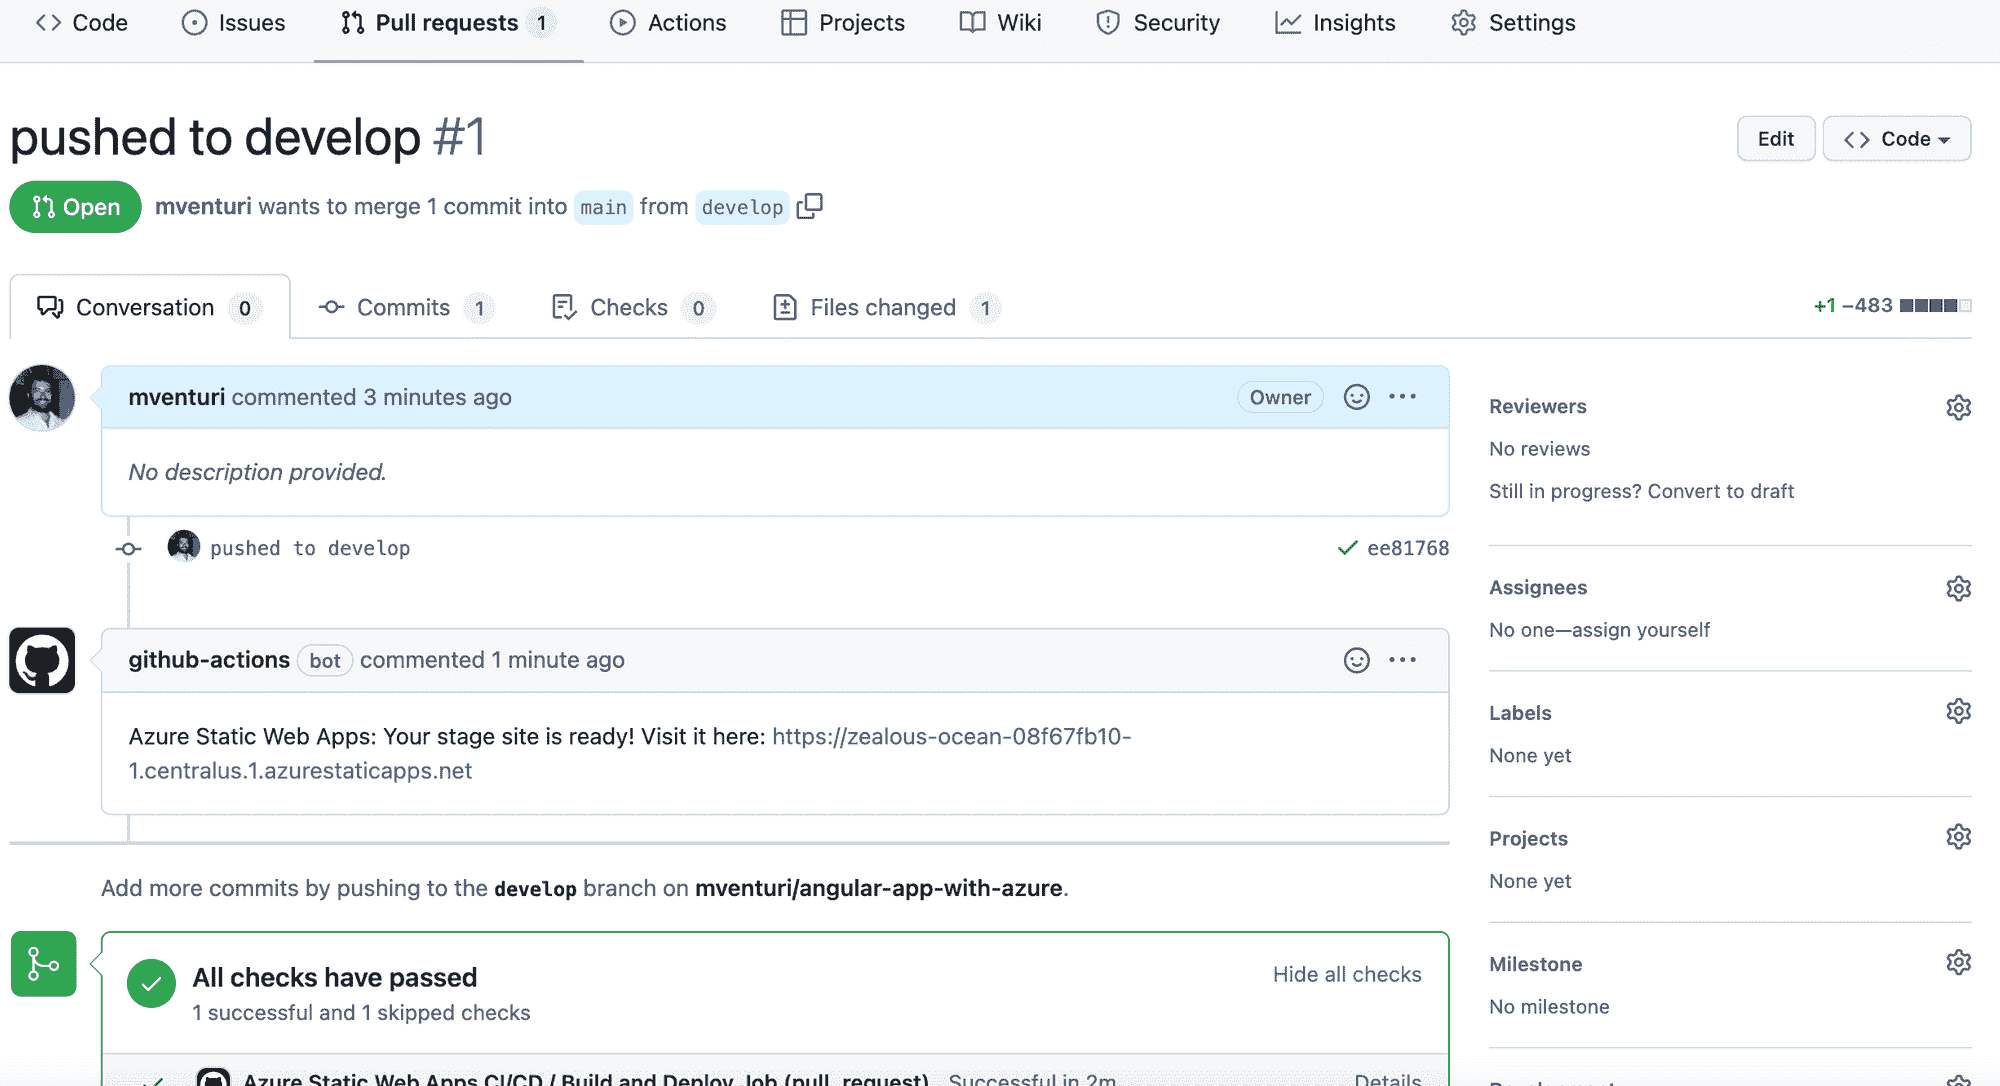 Code Issues Pull requests 1 Actions Projects Wiki Security Insights Settings
pushed to develop #1
Edit Code
Open mventuri wants to merge 1 commit into main from develop
Conversation 0 Commits 1 Checks 0 Files changed 1
+1 −483
mventuri commented 3 minutes ago Owner
No description provided.
pushed to develop ee81768
github-actions bot commented 1 minute ago
Azure Static Web Apps: Your stage site is ready! Visit it here: https://zealous-ocean-08f67fb10-
1.centralus.1.azurestaticapps.net
Add more commits by pushing to the develop branch on mventuri/angular-app-with-azure.
All checks have passed
Hide all checks
1 successful and 1 skipped checks
Azure Static Web Apps CI/CD / Build and Deploy Job (pull_request) Successful in 2m Details
Reviewers
No reviews
Still in progress? Convert to draft
Assignees
No one—assign yourself
Labels
None yet
Projects
None yet
Milestone
No milestone